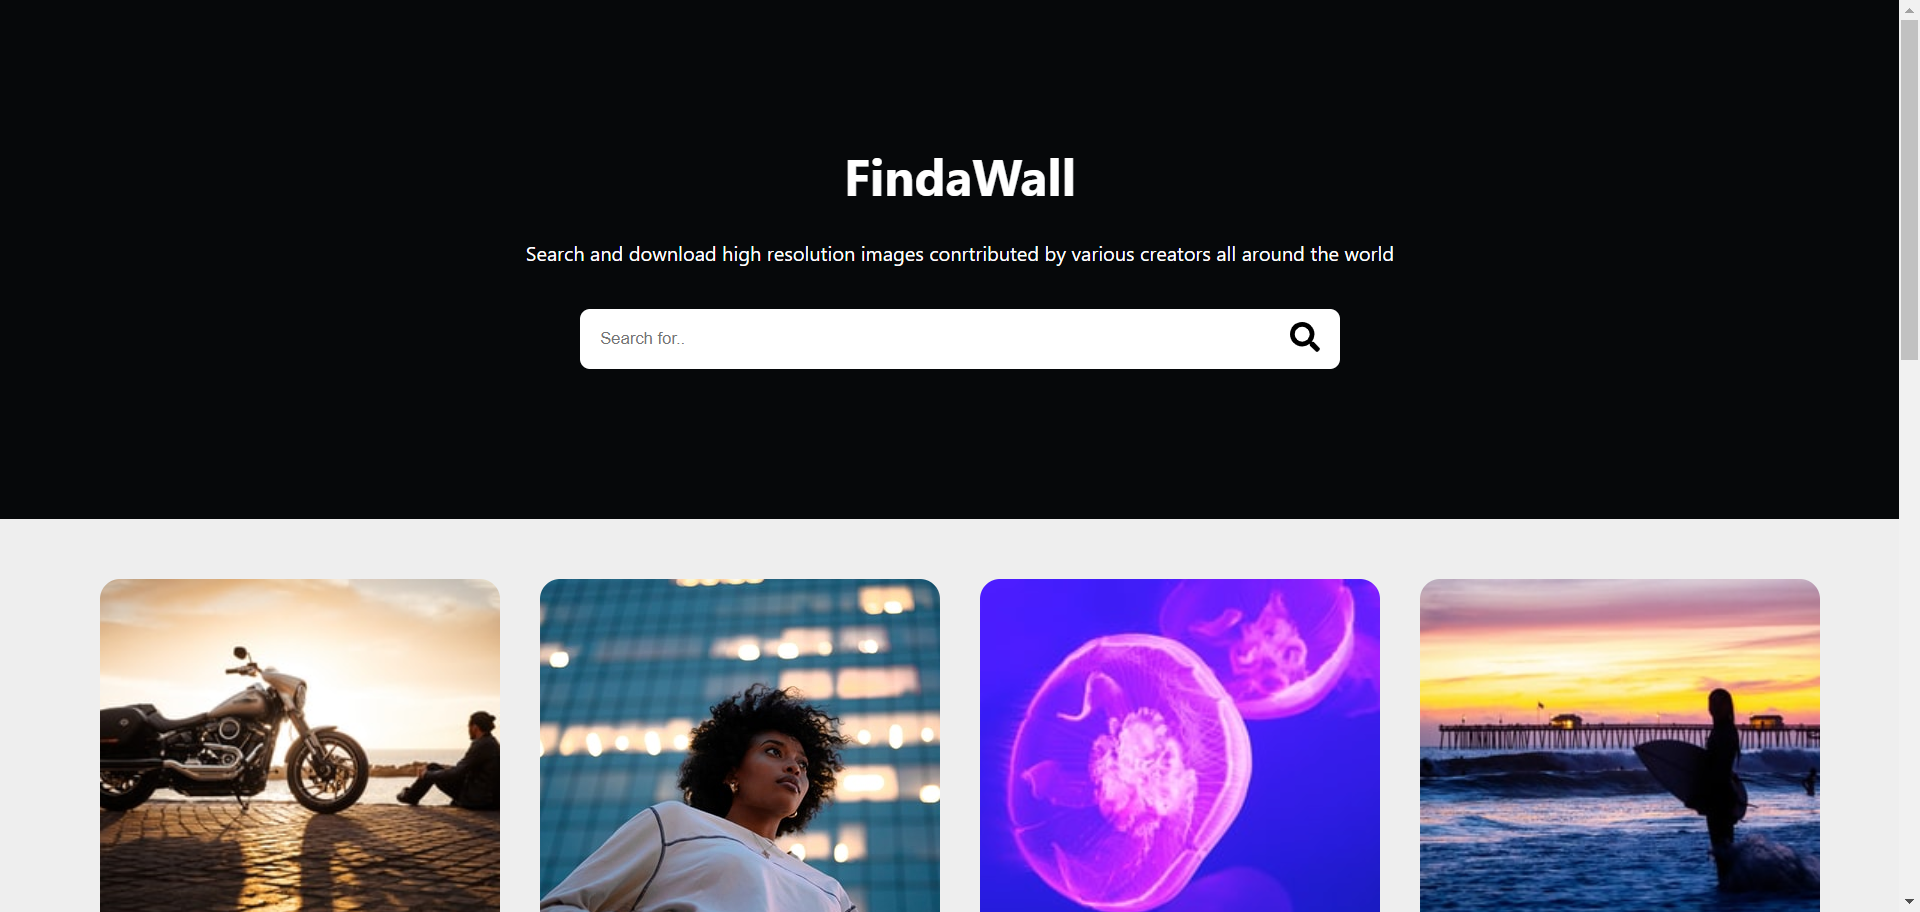 FindaWall
Search and download high resolution images conrtributed by various creators all around the world
Search for..